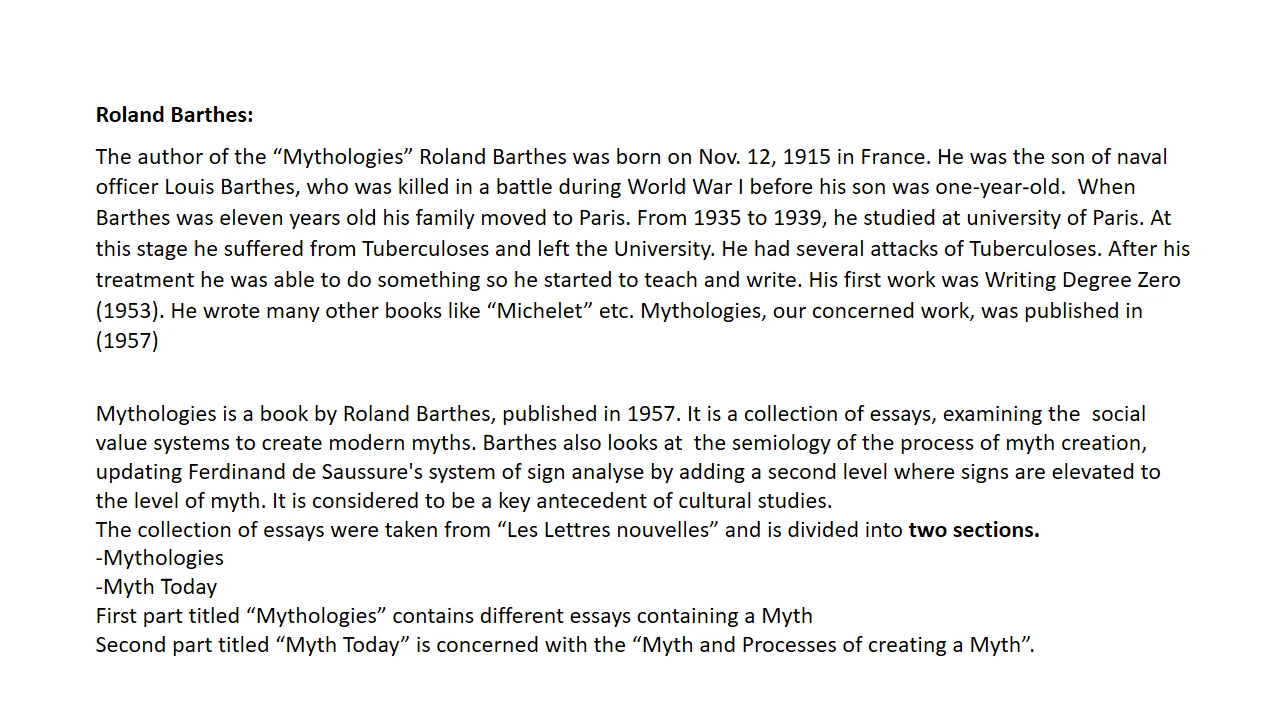 Roland Barthes:
The author of the “Mythologies” Roland Barthes was born on Nov. 12, 1915 in France. He was the son of naval
officer Louis Barthes, who was killed in a battle during World War I before his son was one-year-old.  When
Barthes was eleven years old his family moved to Paris. From 1935 to 1939, he studied at university of Paris. At
this stage he suffered from Tuberculoses and left the University. He had several attacks of Tuberculoses. After his
treatment he was able to do something so he started to teach and write. His first work was Writing Degree Zero
(1953). He wrote many other books like “Michelet” etc. Mythologies, our concerned work, was published in
(1957)
Mythologies is a book by Roland Barthes, published in 1957. It is a collection of essays, examining the  social
value systems to create modern myths. Barthes also looks at  the semiology of the process of myth creation,
updating Ferdinand de Saussure's system of sign analyse by adding a second level where signs are elevated to
the level of myth. It is considered to be a key antecedent of cultural studies.
The collection of essays were taken from “Les Lettres nouvelles” and is divided into two sections.
-Mythologies
-Myth Today
First part titled “Mythologies” contains different essays containing a Myth
Second part titled “Myth Today” is concerned with the “Myth and Processes of creating a Myth”.